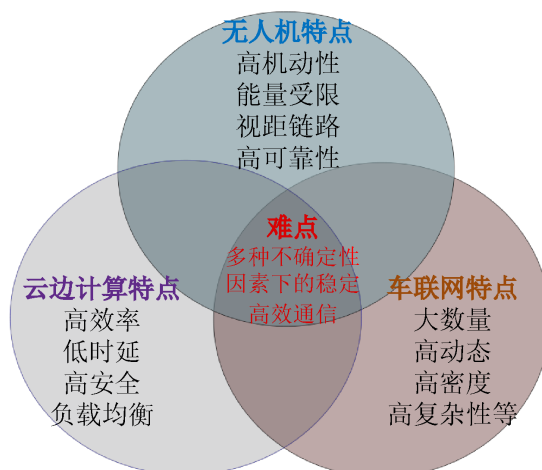 无人机特点
高机动性
能量受限
视距链路
高可靠性
难点
多种不确定性
因素下的稳定
高效通信
云边计算特点
高效率
低时延
高安全
负载均衡
车联网特点
大数量
高动态
高密度
高复杂性等